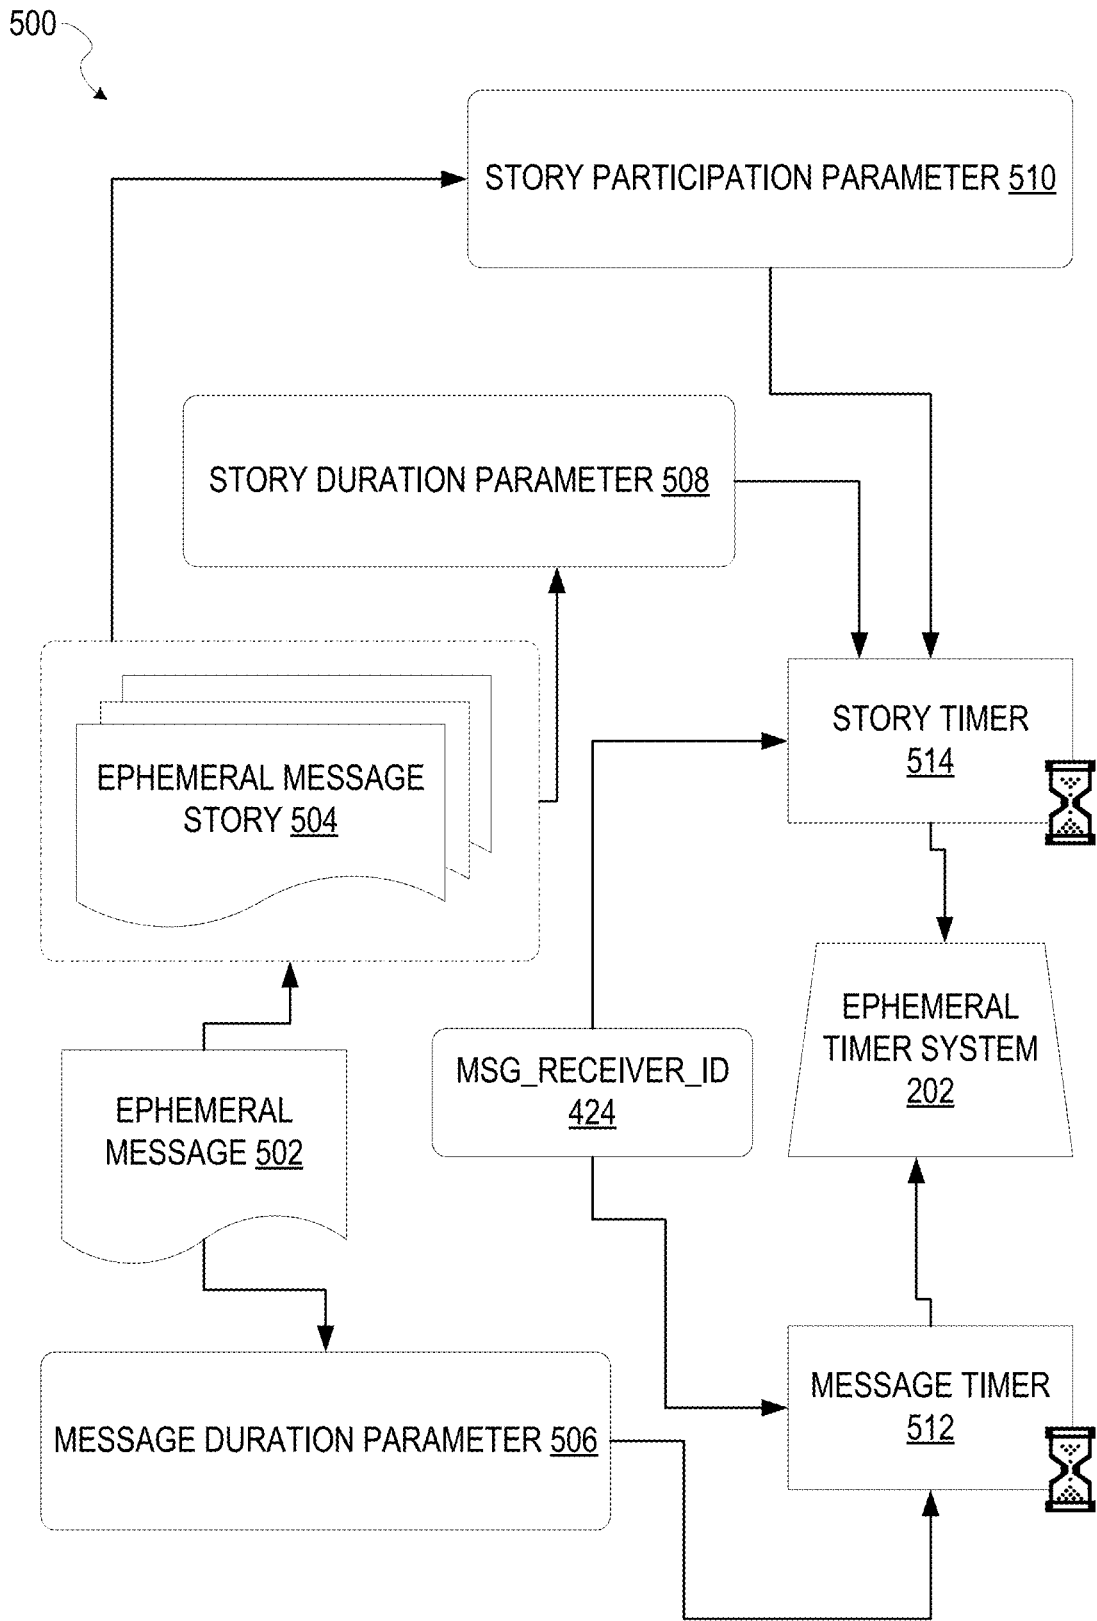 500
STORY PARTICIPATION PARAMETER 510
STORY DURATION PARAMETER 508
STORY TIMER
514
EPHEMERAL MESSAGE
STORY 504
EPHEMERAL
TIMER SYSTEM
202
MSG_RECEIVER_ID
424
EPHEMERAL
MESSAGE 502
MESSAGE TIMER
512
MESSAGE DURATION PARAMETER 506